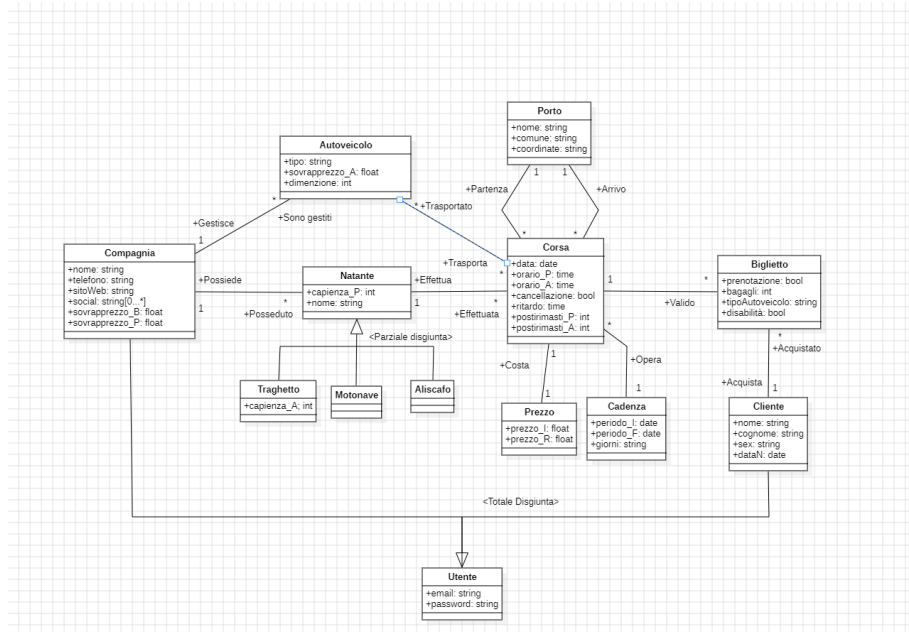 Porto
+nome: string
+comune: string
+coordinate: string
1
1
+Partenza
+Arrivo
*
*
Autoveicolo
+tipo: string
+sovrapprezzo_A: float
+dimenzione: int
*
+Sono gestiti
+Gestisce
1
* +Trasportato
+Trasporta
*
Compagnia
+nome: string
+telefono: string
+sitoWeb: string
+social: string[0...*]
+sovrapprezzo_B: float
+sovrapprezzo_P: float
+Possiede
1
*
+Posseduto
Natante
+capienza_P: int
+nome: string
+Effettua
1
*
+Effettuata
Corsa
+data: date
+orario_P: time
+orario_A: time
+cancellazione: bool
+ritardo: time
+postirimasti_P: int
+postirimasti_A: int
1
*
+Valido
Biglietto
+prenotazione: bool
+bagagli: int
+tipoAutoveicolo: string
+disabilità: bool
*
+Acquistato
+Acquista
1
<Parziale disgiunta>
Traghetto
+capienza_A; int
Motonave
Aliscafo
+Costa
1
1
*
+Opera
1
Prezzo
+prezzo_I: float
+prezzo_R: float
Cadenza
+periodo_I: date
+periodo_F: date
+giorni: string
Cliente
+nome: string
+cognome: string
+sex: string
+dataN: date
<Totale Disgiunta>
Utente
+email: string
+password: string